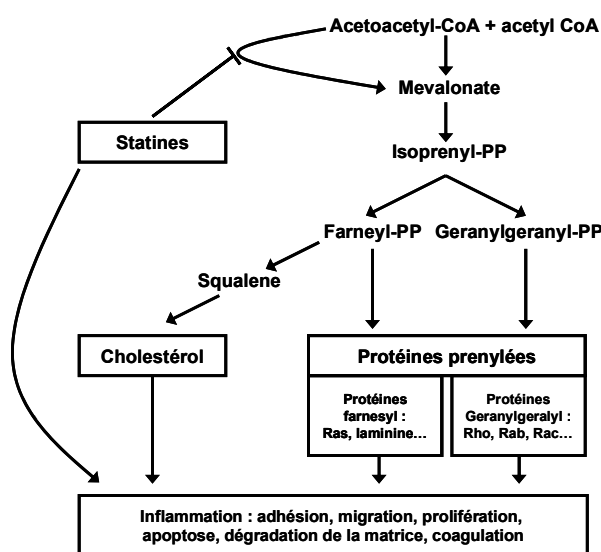 Acetoacetyl-CoA + acetyl CoA
Mevalonate
Statines
Isoprenyl-PP
Farneyl-PP
Geranylgeranyl-PP
Squalene
Cholestérol
Protéines prenylées
Protéines
farnesyl :
Ras, laminine...
Protéines
Geranylgeralyl :
Rho, Rab, Rac...
Inflammation : adhésion, migration, prolifération,
apoptose, dégradation de la matrice, coagulation